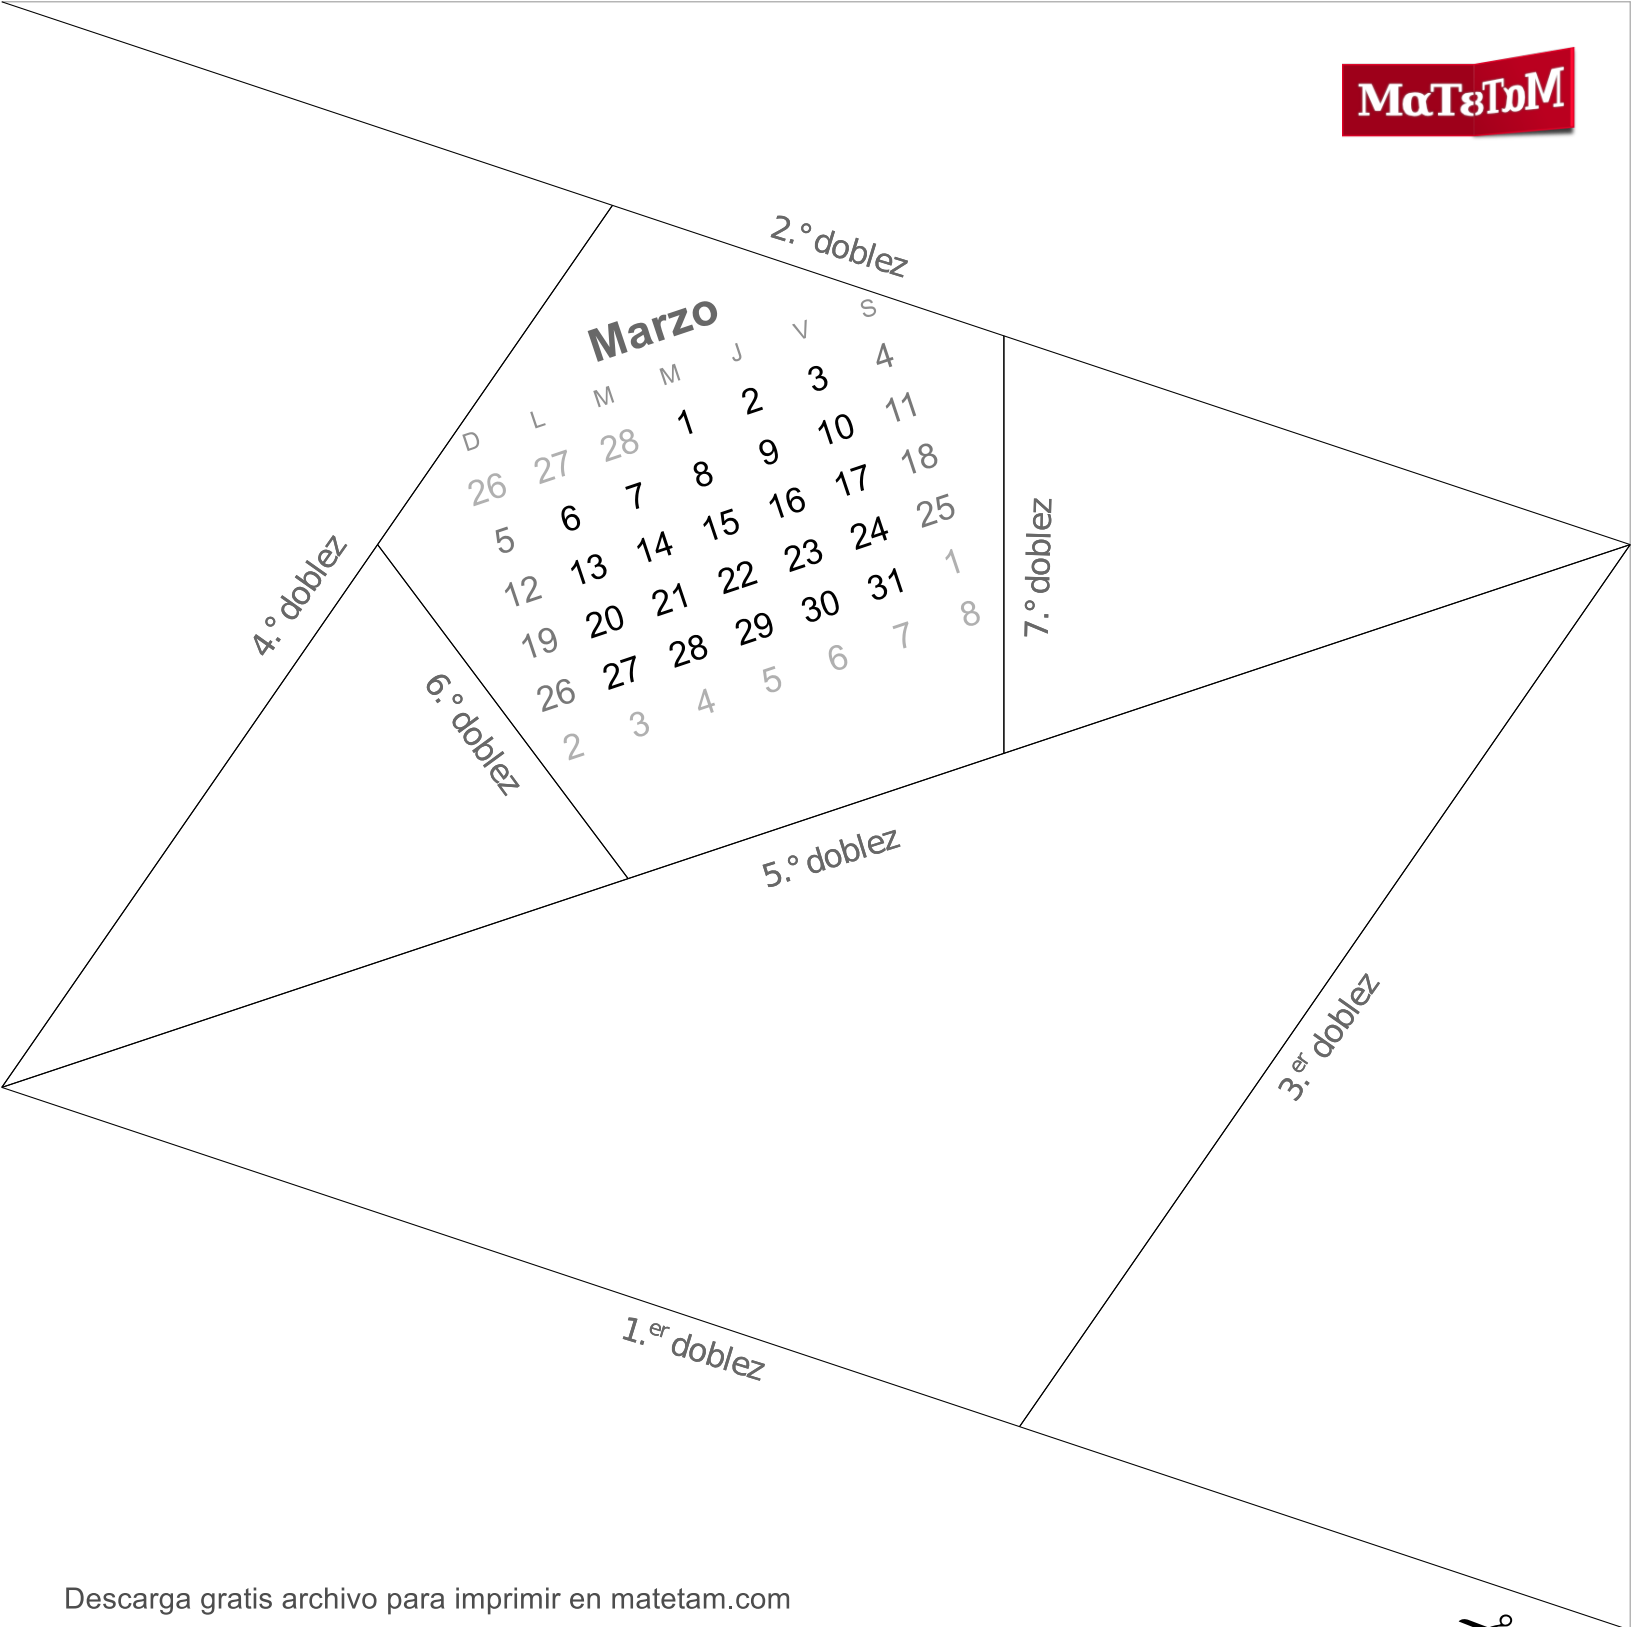 MαTεTαM
2.° doblez
Marzo
D L M M J V S
26 27 28 1 2 3 4
5 6 7 8 9 10 11
12 13 14 15 16 17 18
19 20 21 22 23 24 25
26 27 28 29 30 31 1
2 3 4 5 6 7 8
7.° doblez
4.° doblez
6.° doblez
5.° doblez
3.er doblez
1.er doblez
Descarga gratis archivo para imprimir en matetam.com